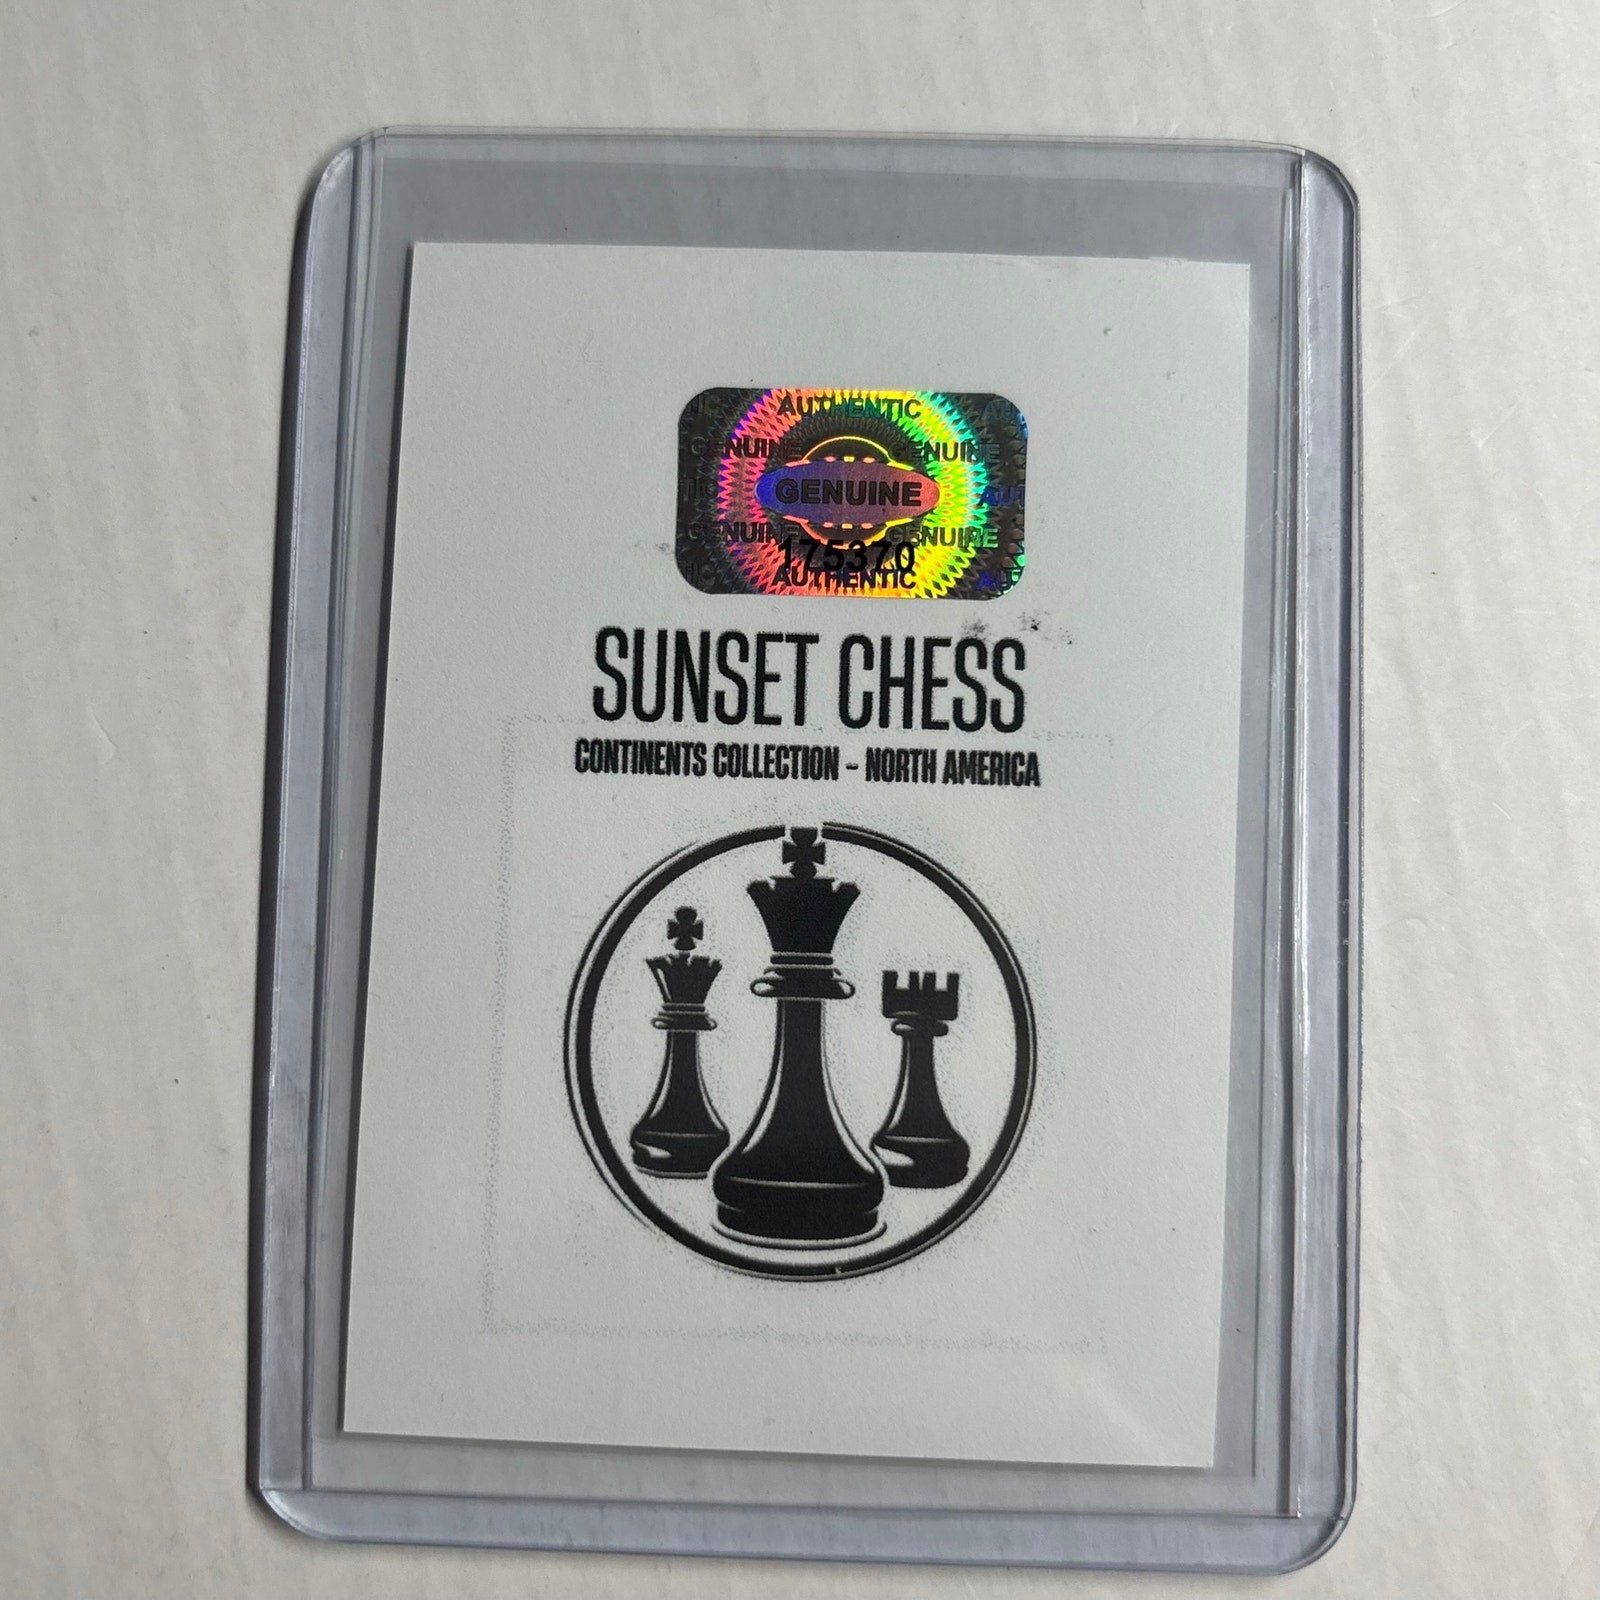 AUTHENTIC
GENUINE GENUINE
GENUINE
GENUINE GENUINE
175370
AUTHENTIC
SUNSET CHESS
CONTINENTS COLLECTION - NORTH AMERICA